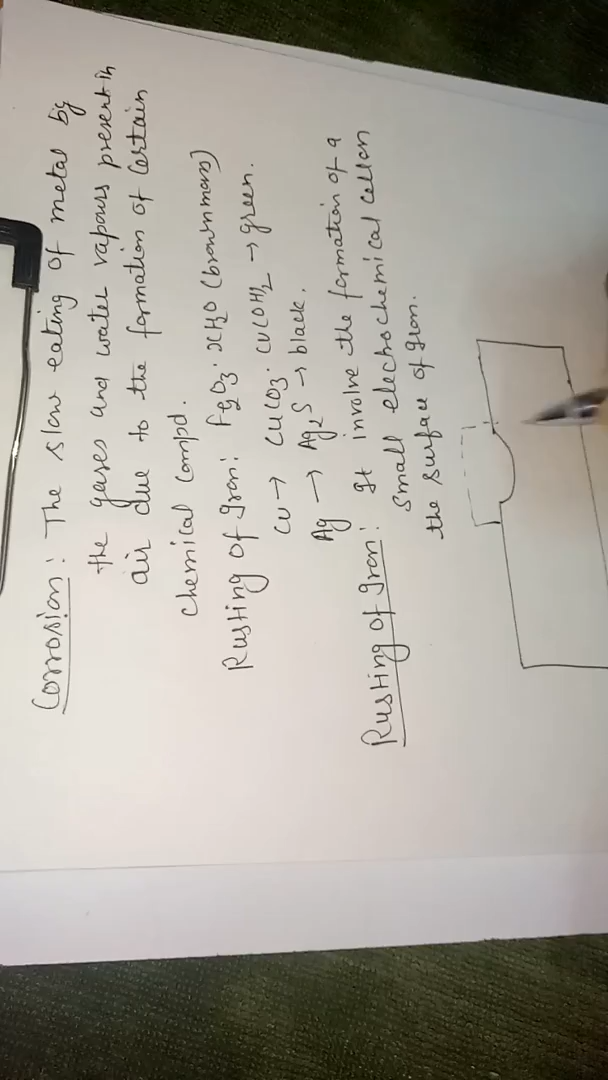 Corrosion: The slow eating of metal by
the gases and water vapours present in
air due to the formation of Certain
chemical compd.
Rusting of Iron: Fe2O3·xH2O (brown mass)
Cu → CuCO3·Cu(OH)2 → green.
Ag → Ag2S → black.
Rusting of Iron: It involve the formation of a
small electrochemical cell on
the surface of Iron.